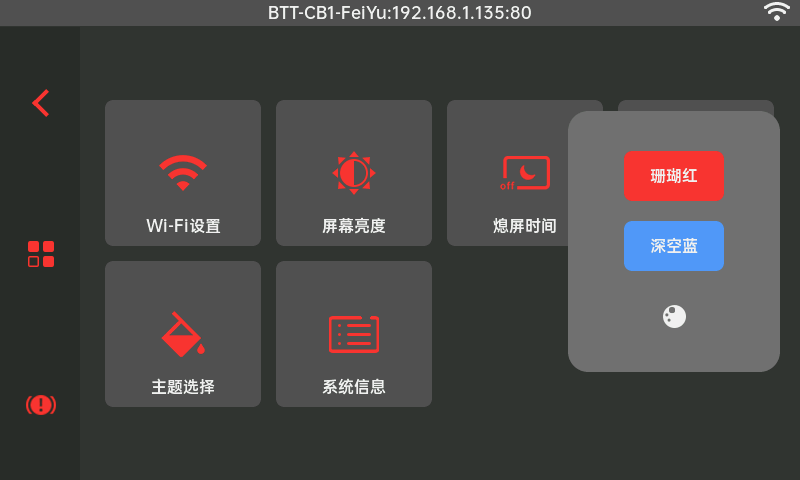 BTT-CB1-FeiYu:192.168.1.135:80
Wi-Fi设置
屏幕亮度
off
熄屏时间
主题选择
系统信息
珊瑚红
深空蓝